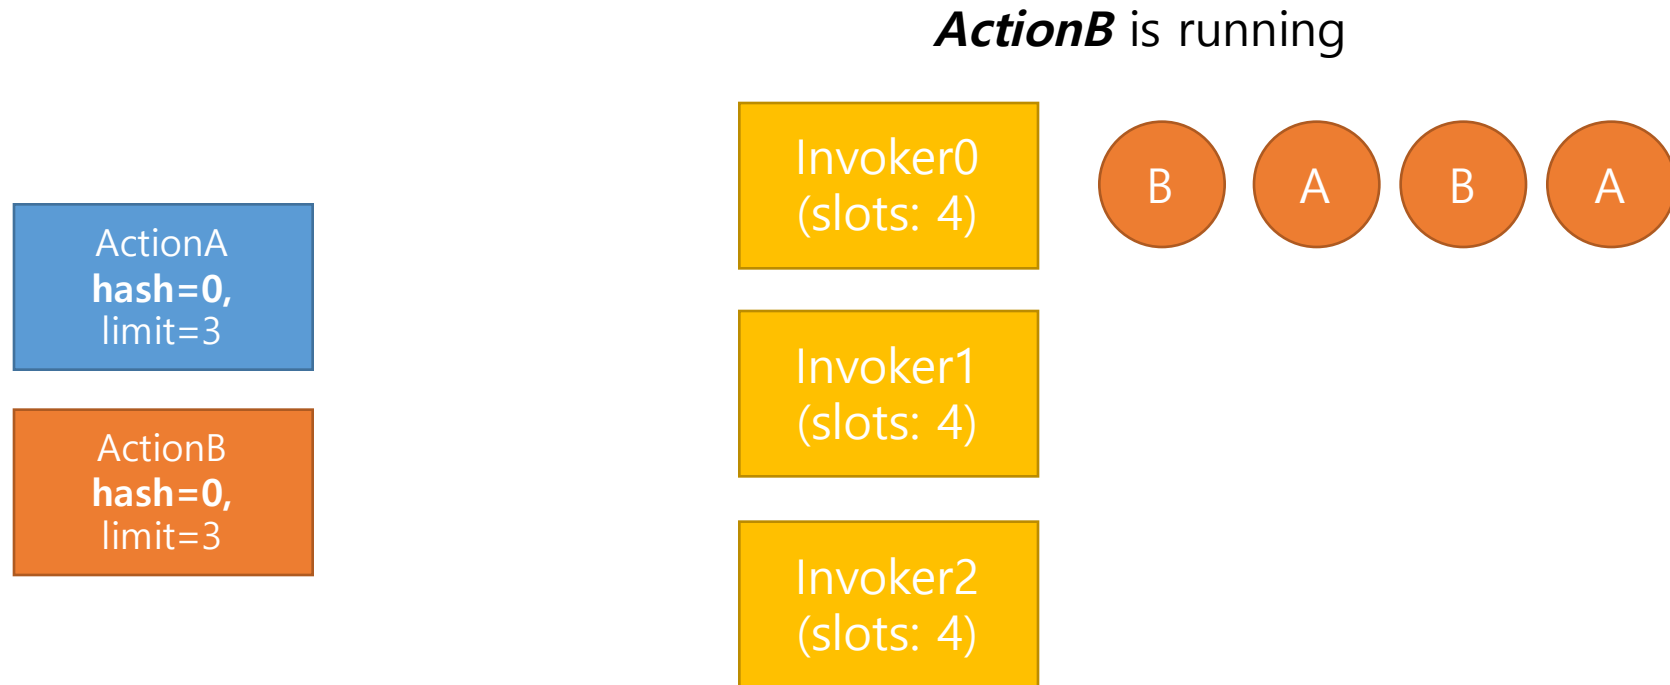 ActionB is running
Invoker0
(slots: 4)
B
A
B
A
ActionA
hash=0,
limit=3
Invoker1
(slots: 4)
ActionB
hash=0,
limit=3
Invoker2
(slots: 4)